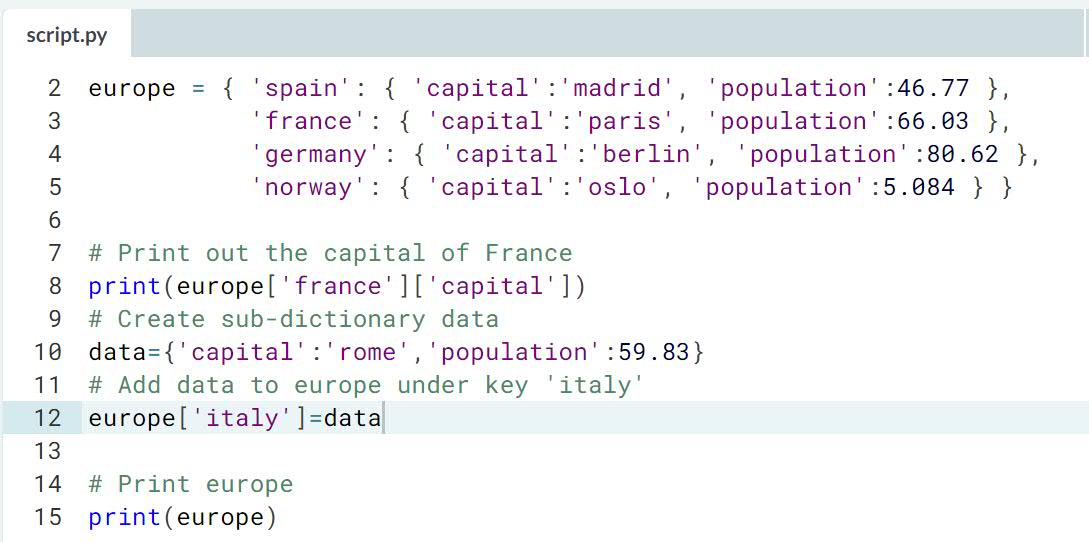 script.py
2 europe = { 'spain': { 'capital':'madrid', 'population':46.77 },
3            'france': { 'capital':'paris', 'population':66.03 },
4            'germany': { 'capital':'berlin', 'population':80.62 },
5            'norway': { 'capital':'oslo', 'population':5.084 } }
6
7 # Print out the capital of France
8 print(europe['france']['capital'])
9 # Create sub-dictionary data
10 data={'capital':'rome','population':59.83}
11 # Add data to europe under key 'italy'
12 europe['italy']=data
13
14 # Print europe
15 print(europe)